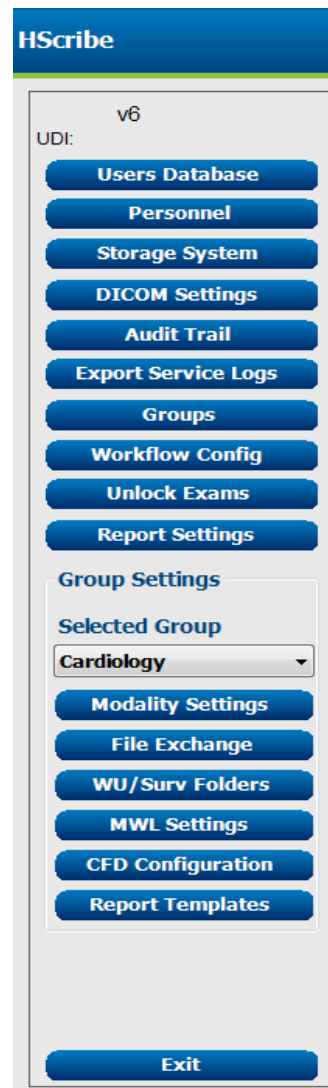 HScribe
v6
UDI:
Users Database
Personnel
Storage System
DICOM Settings
Audit Trail
Export Service Logs
Groups
Workflow Config
Unlock Exams
Report Settings
Group Settings
Selected Group
Cardiology
Modality Settings
File Exchange
WU/Surv Folders
MWL Settings
CFD Configuration
Report Templates
Exit